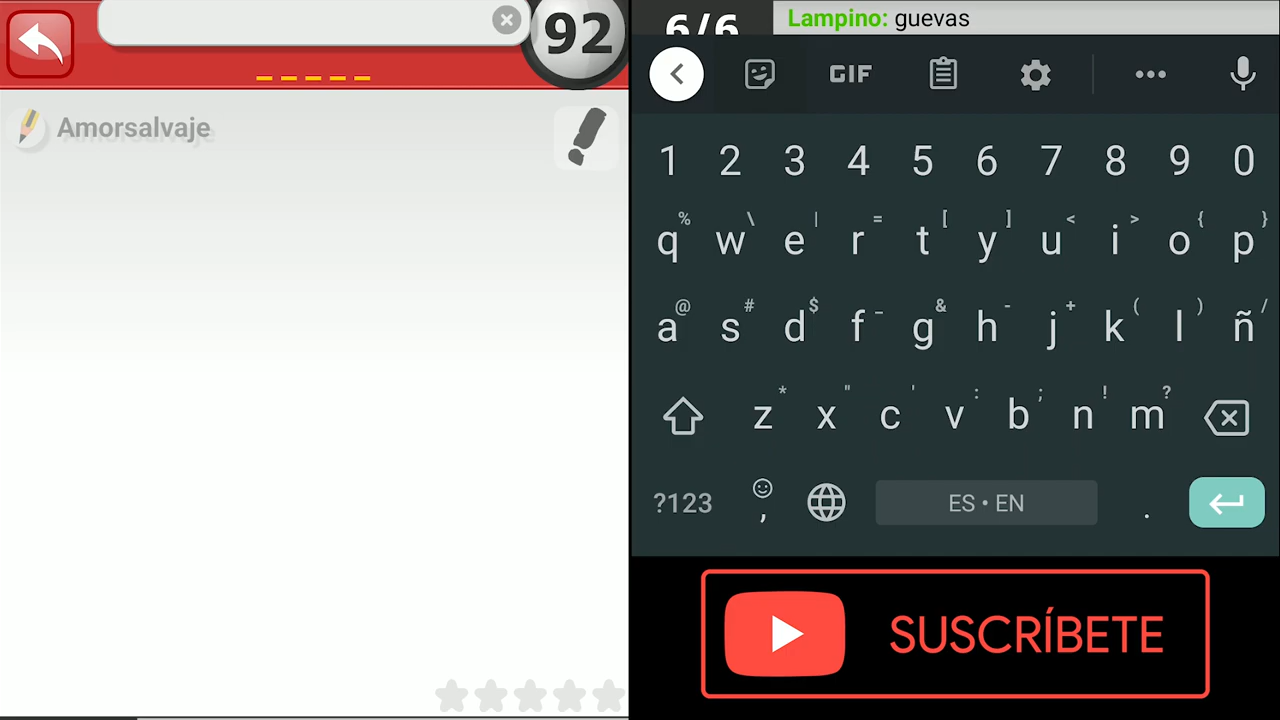 92
_ _ _ _ _
Amorsalvaje
6/6
Lampino: guevas
GIF
1 2 3 4 5 6 7 8 9 0
% \ | = [ ] < > { }
q w e r t y u i o p
@ # $ _ & - + ( ) /
a s d f g h j k l ñ
* " ' : ; ! ?
z x c v b n m
?123 , ES • EN .
SUSCRÍBETE